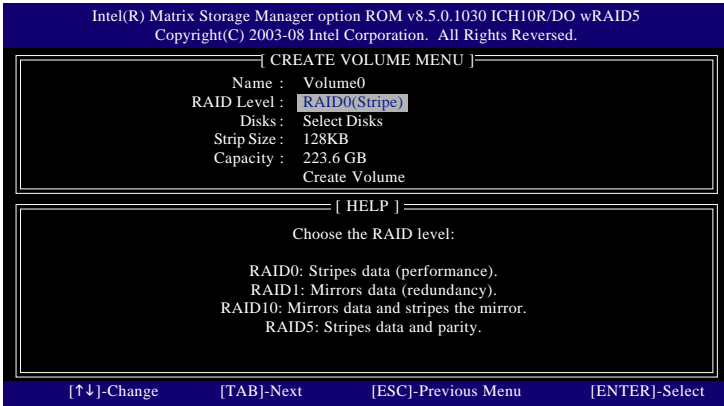 Intel(R) Matrix Storage Manager option ROM v8.5.0.1030 ICH10R/DO wRAID5
Copyright(C) 2003-08 Intel Corporation. All Rights Reversed.
[ CREATE VOLUME MENU ]
Name : Volume0
RAID Level : RAID0(Stripe)
Disks : Select Disks
Strip Size : 128KB
Capacity : 223.6 GB
Create Volume
[ HELP ]
Choose the RAID level:
RAID0: Stripes data (performance).
RAID1: Mirrors data (redundancy).
RAID10: Mirrors data and stripes the mirror.
RAID5: Stripes data and parity.
[↑↓]-Change [TAB]-Next [ESC]-Previous Menu [ENTER]-Select